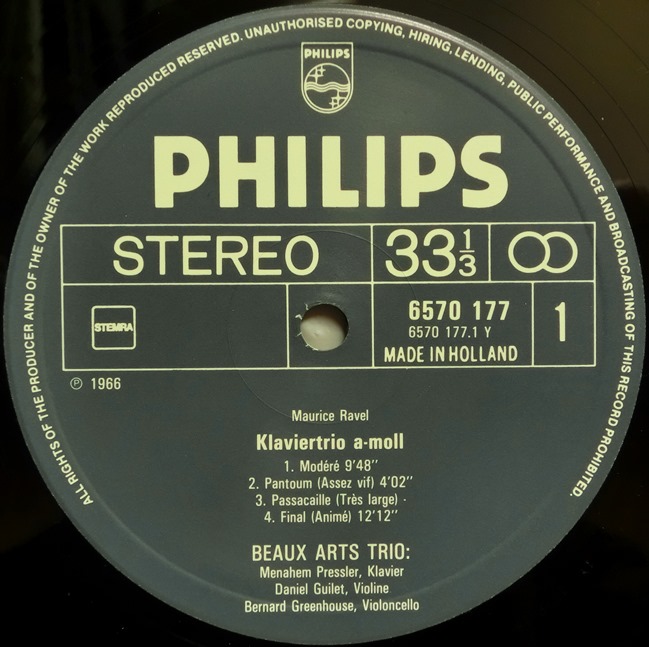 ALL RIGHTS OF THE PRODUCER AND OF THE OWNER OF THE WORK REPRODUCED RESERVED. UNAUTHORISED COPYING, HIRING, LENDING, PUBLIC PERFORMANCE AND BROADCASTING OF THIS RECORD PROHIBITED.
PHILIPS
PHILIPS
STEREO 33 1/3
STEMRA 6570 177 1
6570 177.1 Y
MADE IN HOLLAND
℗ 1966
Maurice Ravel
Klaviertrio a-moll
1. Modéré 9'48"
2. Pantoum (Assez vif) 4'02"
3. Passacaille (Très large) ·
4. Final (Animé) 12'12"
BEAUX ARTS TRIO:
Menahem Pressler, Klavier
Daniel Guilet, Violine
Bernard Greenhouse, Violoncello